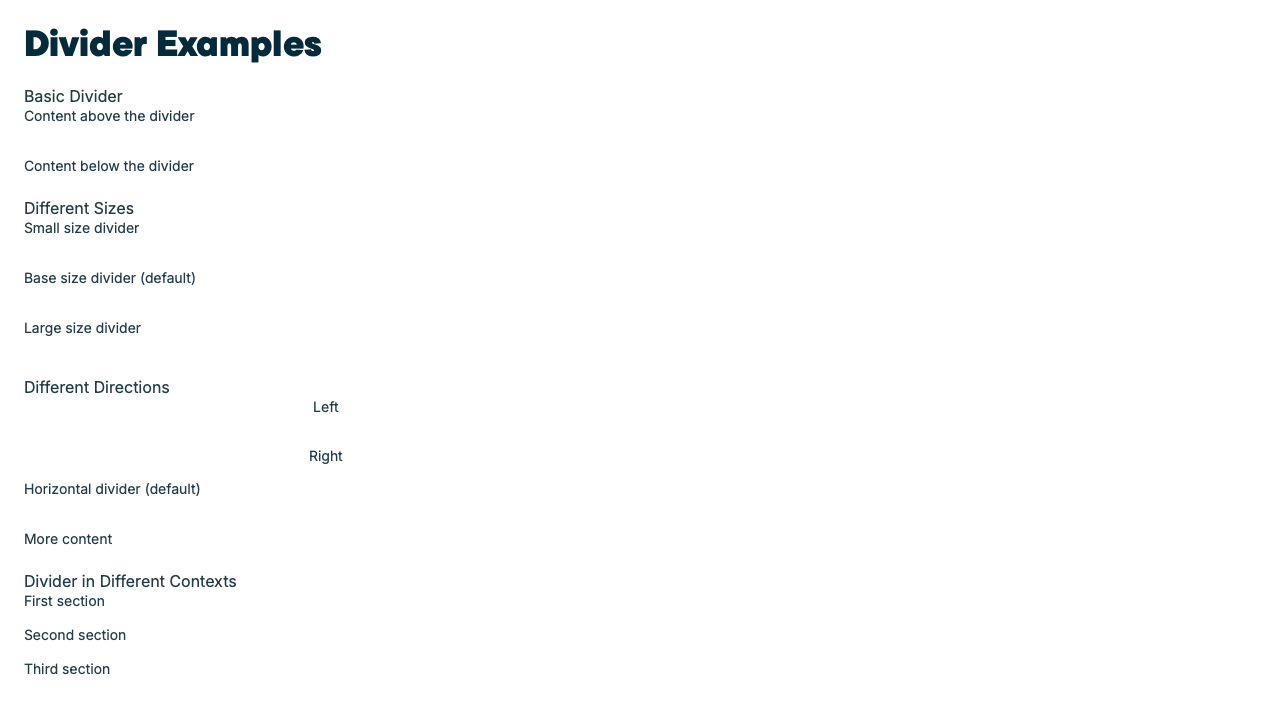 Divider Examples
Basic Divider
Content above the divider
Content below the divider
Different Sizes
Small size divider
Base size divider (default)
Large size divider
Different Directions
Left
Right
Horizontal divider (default)
More content
Divider in Different Contexts
First section
Second section
Third section